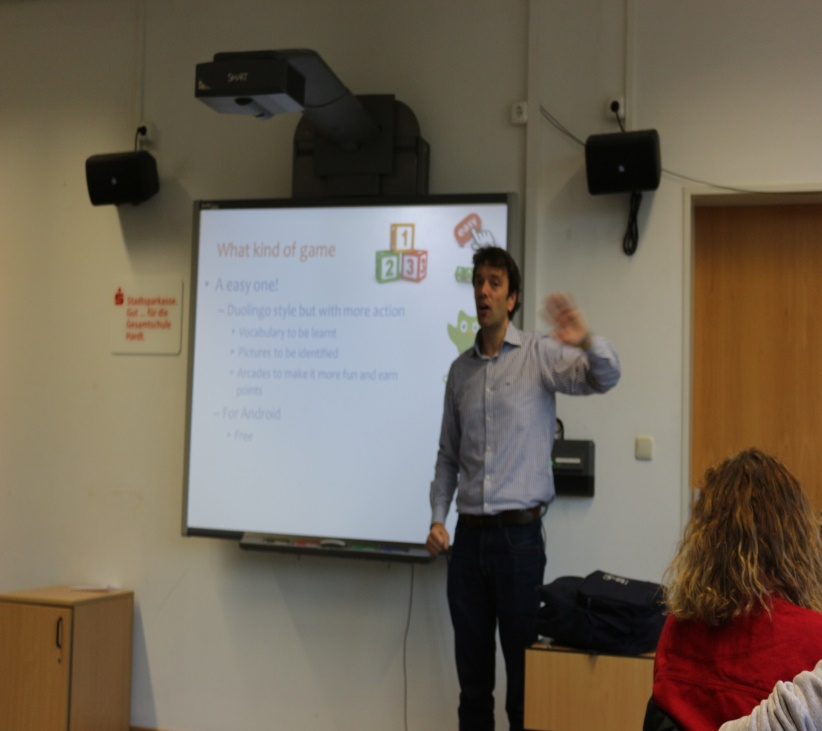 SMART
What kind of game
1
2 3
easy
• A easy one!
– Duolingo style but with more action
• Vocabulary to be learnt
• Pictures to be identified
• Arcades to make it more fun and earn
points
– For Android
• Free
Stadtsparkasse.
Gut ... für die
Gesamtschule
Hardt.